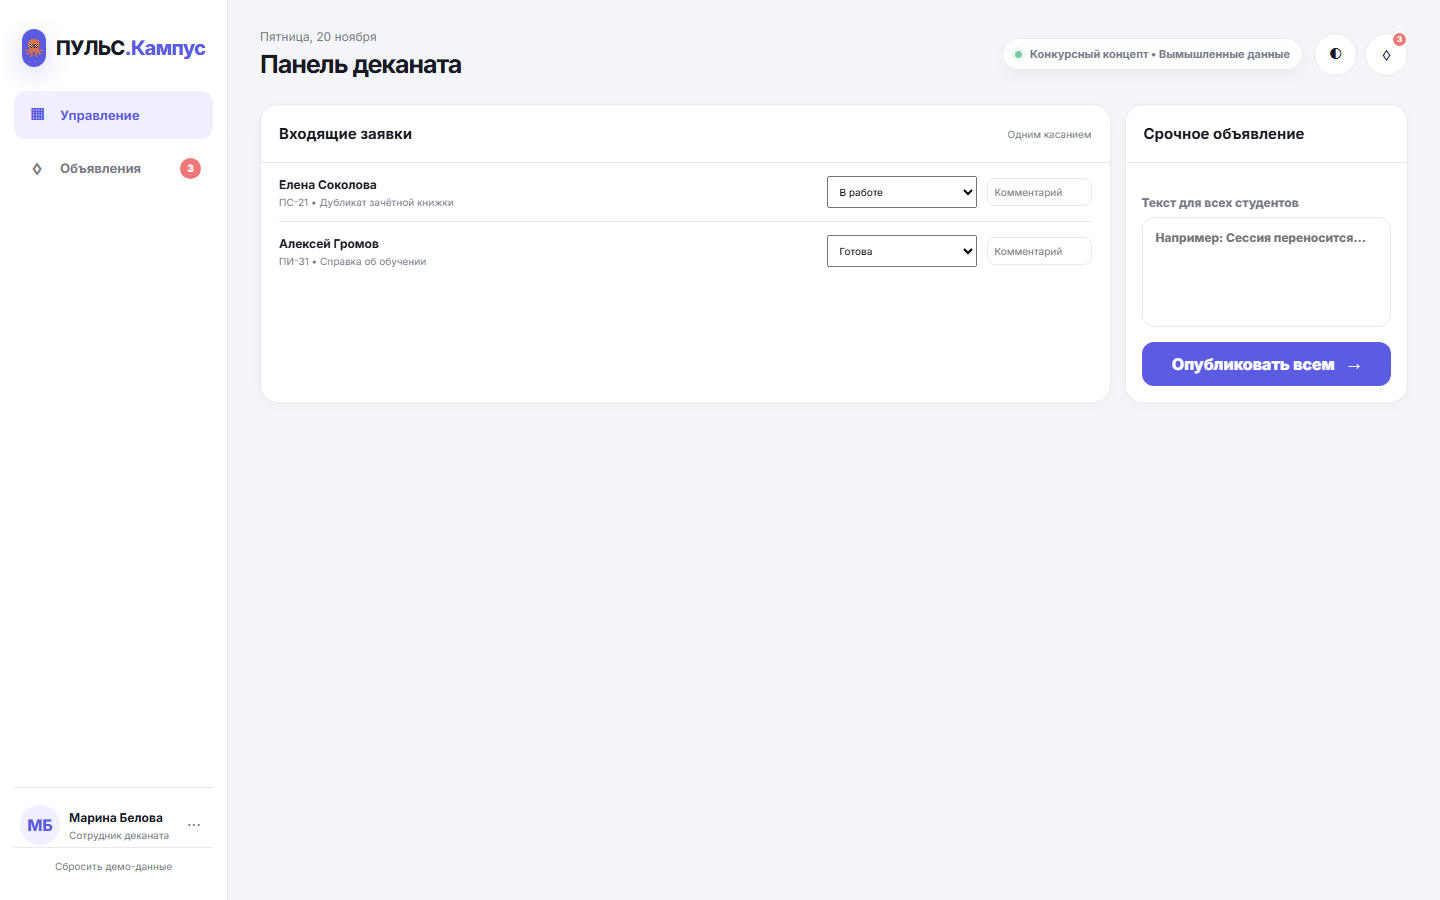 ПУЛЬС.Кампус
Управление
Объявления 3
Марина Белова
Сотрудник деканата
Сбросить демо-данные
Пятница, 20 ноября
Панель деканата
Конкурсный концепт • Вымышленные данные
3
Входящие заявки
Одним касанием
Елена Соколова
ПС-21 • Дубликат зачётной книжки
В работе
Комментарий
Алексей Громов
ПИ-31 • Справка об обучении
Готова
Комментарий
Срочное объявление
Текст для всех студентов
Например: Сессия переносится...
Опубликовать всем →
МБ